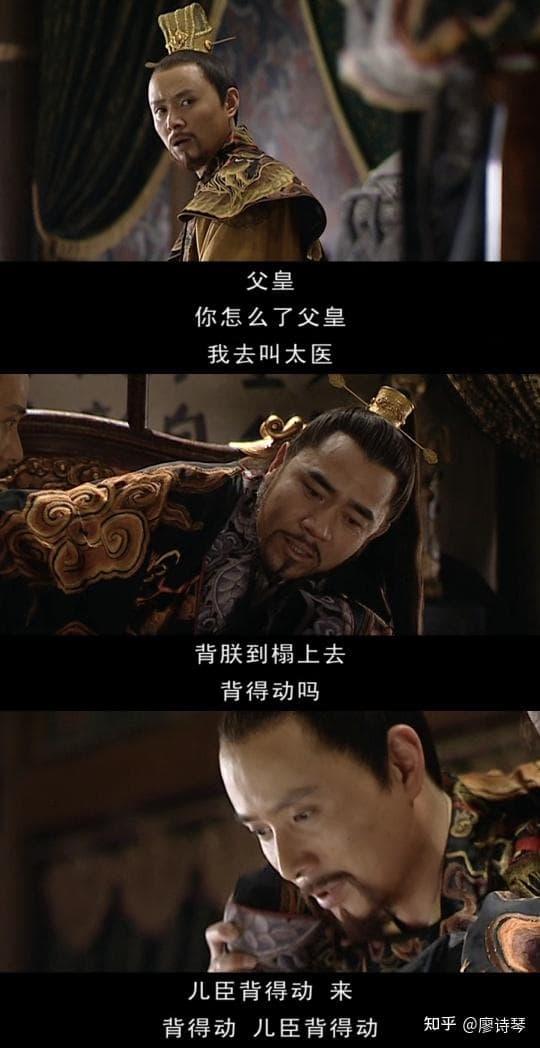 父皇
你怎么了父皇
我去叫太医
背朕到榻上去
背得动吗
儿臣背得动 来
背得动 儿臣背得动
知乎 @廖诗琴